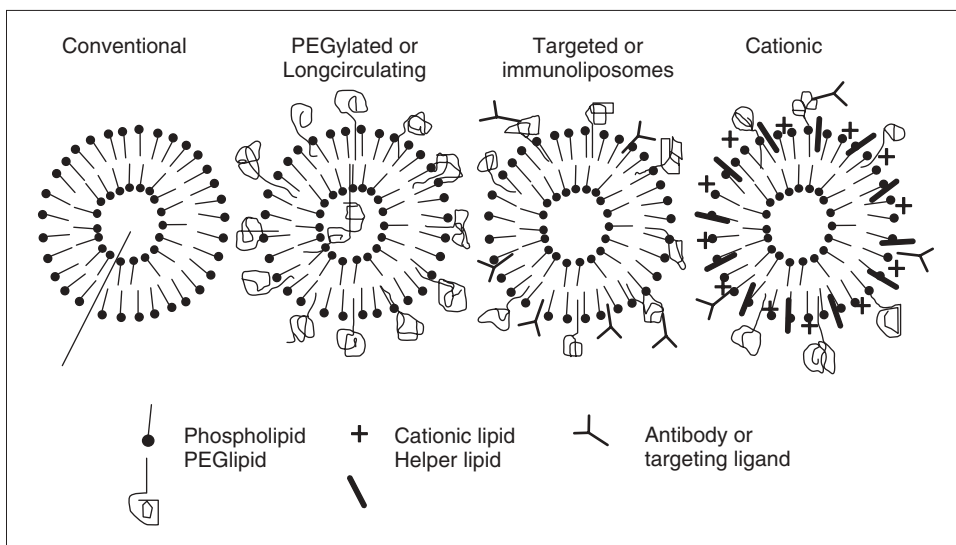 Conventional
PEGylated or
Longcirculating
Targeted or
immunoliposomes
Cationic
Phospholipid
PEGlipid
Cationic lipid
Helper lipid
Antibody or
targeting ligand